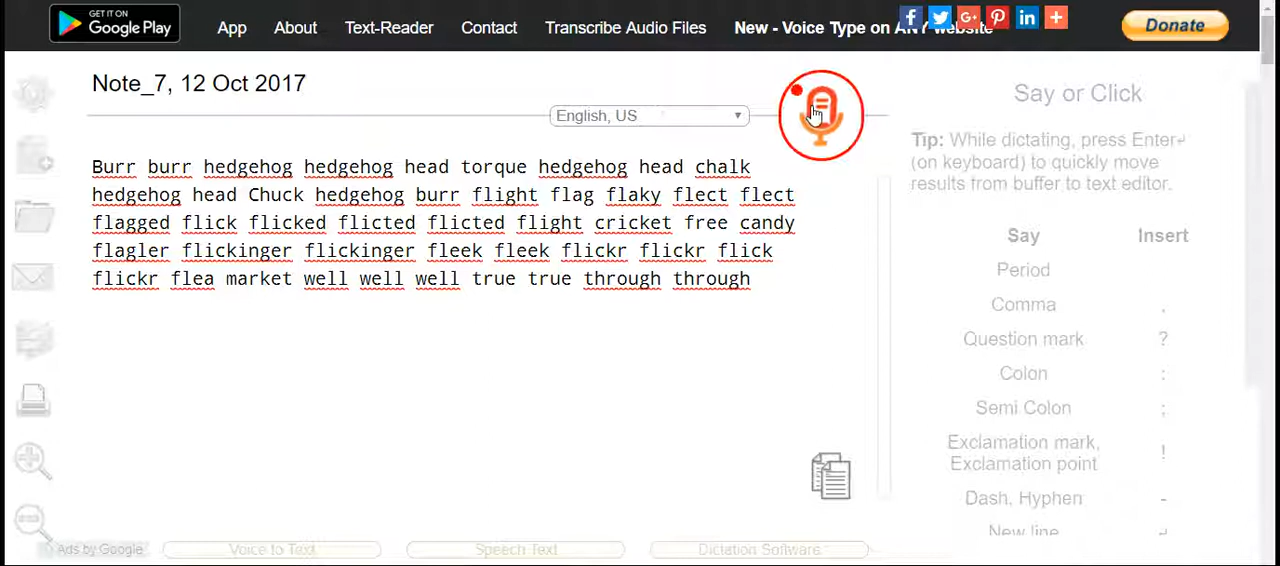 GET IT ON
Google Play
App About Text-Reader Contact Transcribe Audio Files New - Voice Type on ANY website
Donate
Note_7, 12 Oct 2017
English, US
Say or Click
Tip: While dictating, press Enter↵
(on keyboard) to quickly move
results from buffer to text editor.
Burr burr hedgehog hedgehog head torque hedgehog head chalk
hedgehog head Chuck hedgehog burr flight flag flaky flect flect
flagged flick flicked flicted flicted flight cricket free candy
flagler flickinger flickinger fleek fleek flickr flickr flick
flickr flea market well well well true true through through
Say Insert
Period
Comma ,
Question mark ?
Colon :
Semi Colon ;
Exclamation mark,
Exclamation point !
Dash, Hyphen -
New line ↵
Ads by Google
Voice to Text
Speech Text
Dictation Software